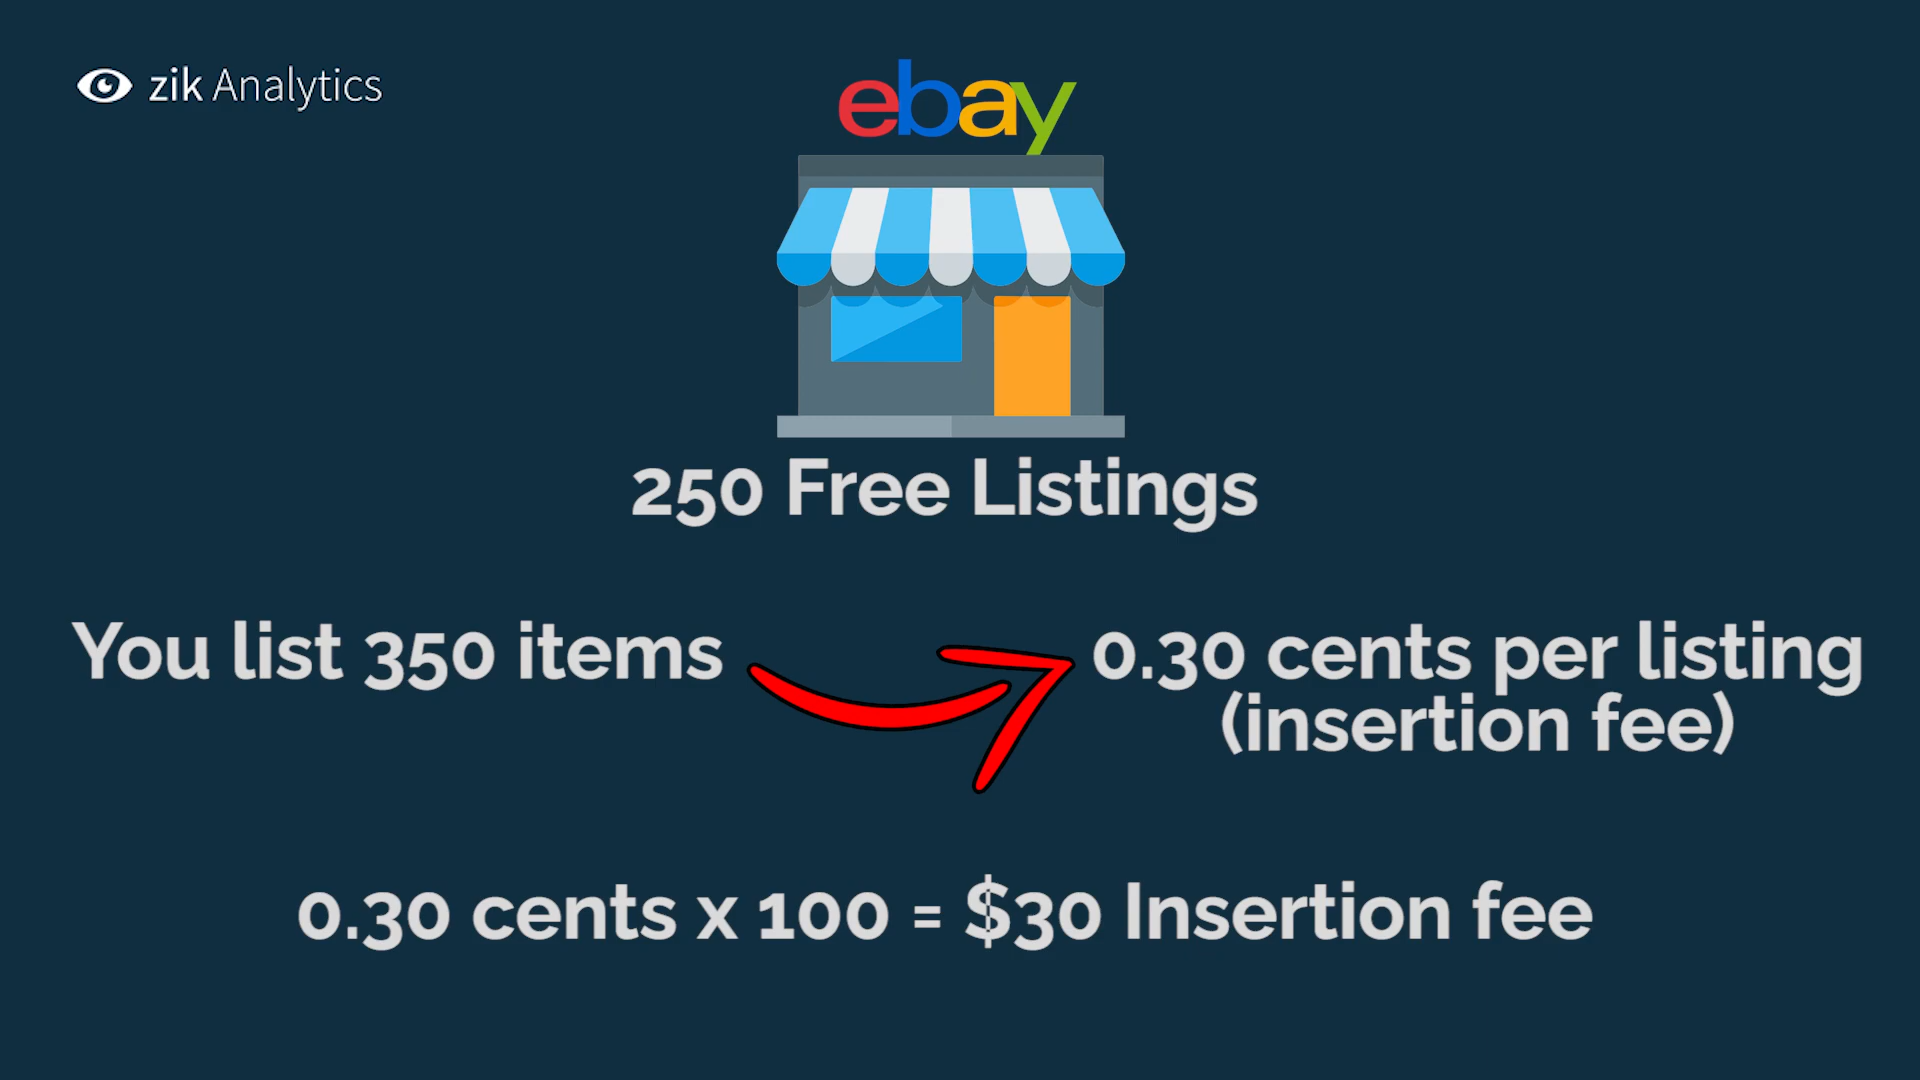 zik Analytics
ebay
250 Free Listings
You list 350 items
0.30 cents per listing
(insertion fee)
0.30 cents x 100 = $30 Insertion fee